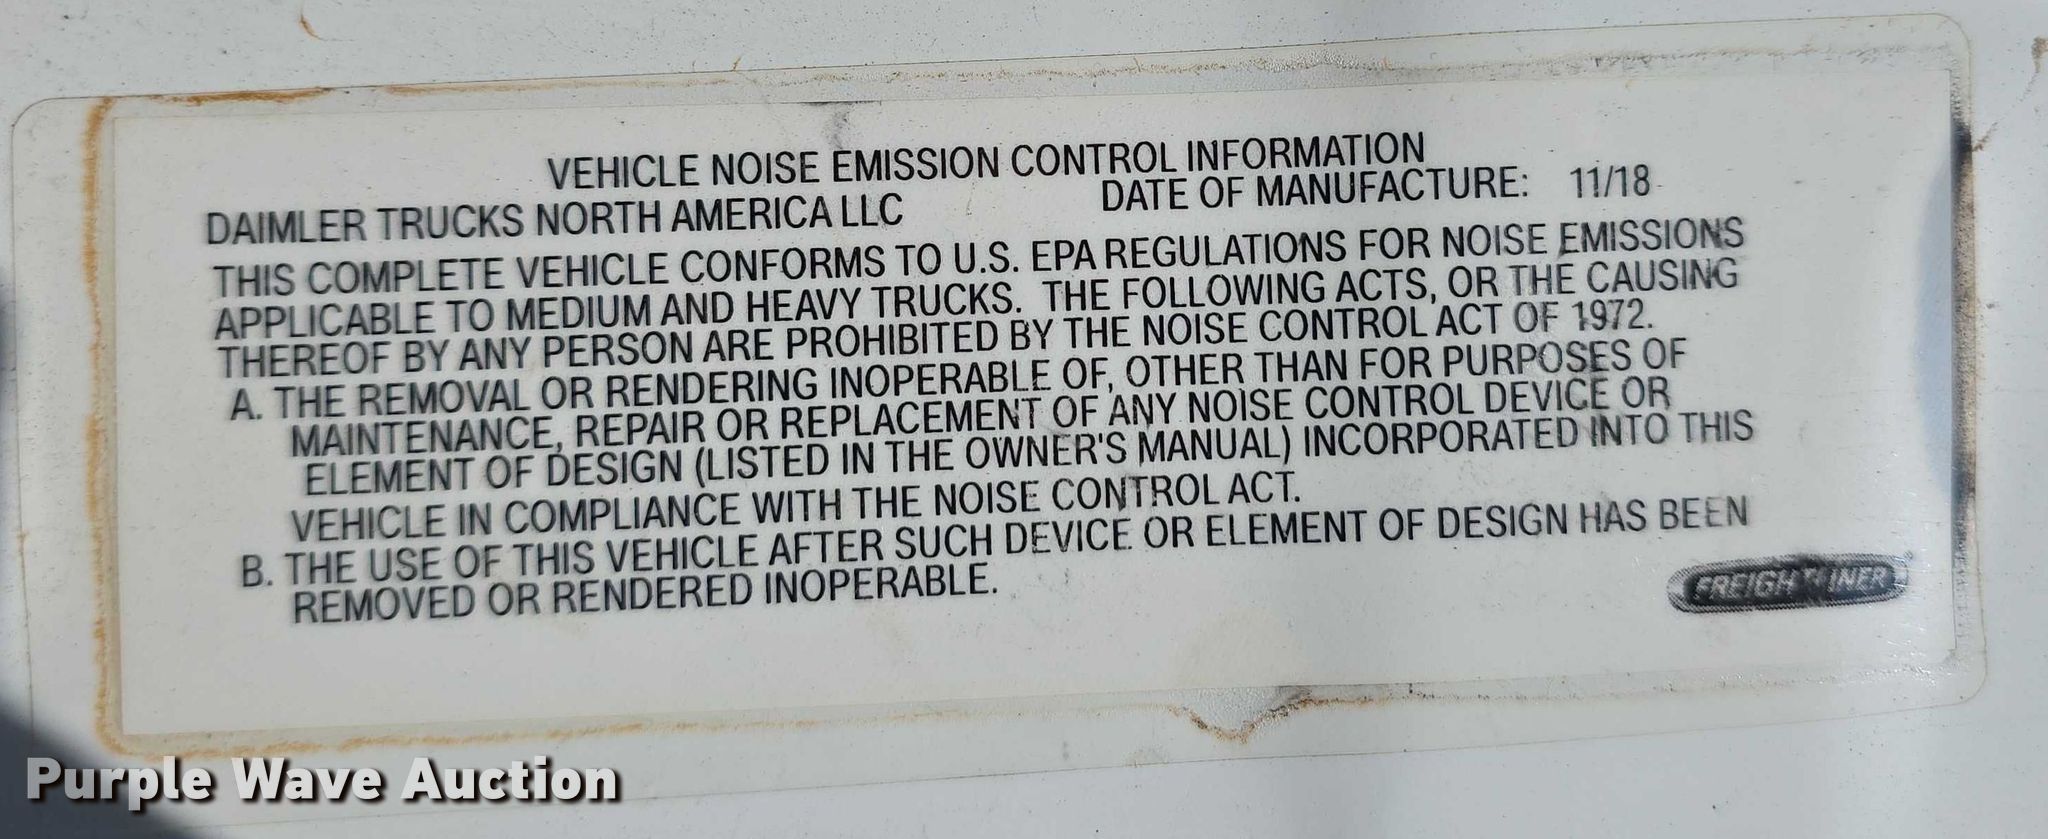 VEHICLE NOISE EMISSION CONTROL INFORMATION
DAIMLER TRUCKS NORTH AMERICA LLC DATE OF MANUFACTURE: 11/18
THIS COMPLETE VEHICLE CONFORMS TO U.S. EPA REGULATIONS FOR NOISE EMISSIONS
APPLICABLE TO MEDIUM AND HEAVY TRUCKS. THE FOLLOWING ACTS, OR THE CAUSING
THEREOF BY ANY PERSON ARE PROHIBITED BY THE NOISE CONTROL ACT OF 1972.
A. THE REMOVAL OR RENDERING INOPERABLE OF, OTHER THAN FOR PURPOSES OF
MAINTENANCE, REPAIR OR REPLACEMENT OF ANY NOISE CONTROL DEVICE OR
ELEMENT OF DESIGN (LISTED IN THE OWNER'S MANUAL) INCORPORATED INTO THIS
VEHICLE IN COMPLIANCE WITH THE NOISE CONTROL ACT.
B. THE USE OF THIS VEHICLE AFTER SUCH DEVICE OR ELEMENT OF DESIGN HAS BEEN
REMOVED OR RENDERED INOPERABLE.
FREIGHTLINER
Purple Wave Auction